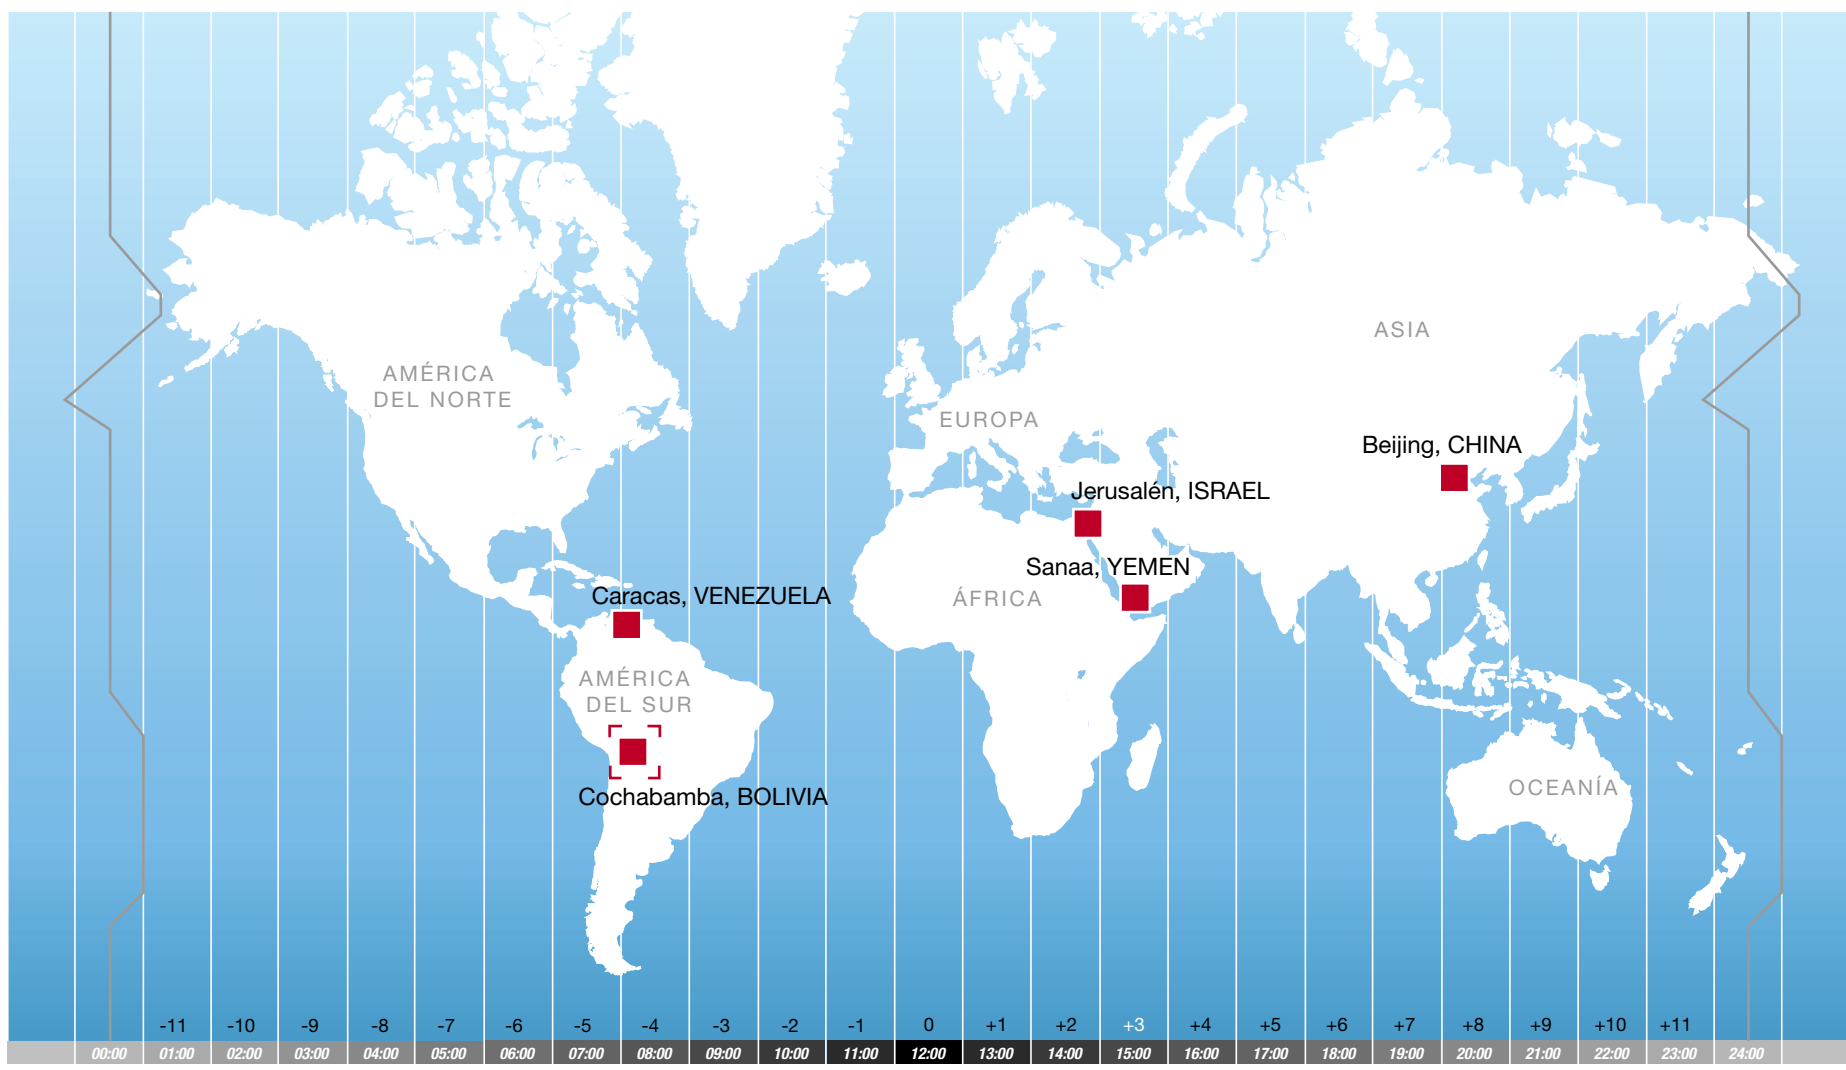 ASIA
AMÉRICA
DEL NORTE
EUROPA
Beijing, CHINA
Jerusalén, ISRAEL
Sanaa, YEMEN
Caracas, VENEZUELA
ÁFRICA
AMÉRICA
DEL SUR
OCEANÍA
Cochabamba, BOLIVIA
-11 -10 -9 -8 -7 -6 -5 -4 -3 -2 -1 0 +1 +2 +3 +4 +5 +6 +7 +8 +9 +10 +11
00:00 01:00 02:00 03:00 04:00 05:00 06:00 07:00 08:00 09:00 10:00 11:00 12:00 13:00 14:00 15:00 16:00 17:00 18:00 19:00 20:00 21:00 22:00 23:00 24:00